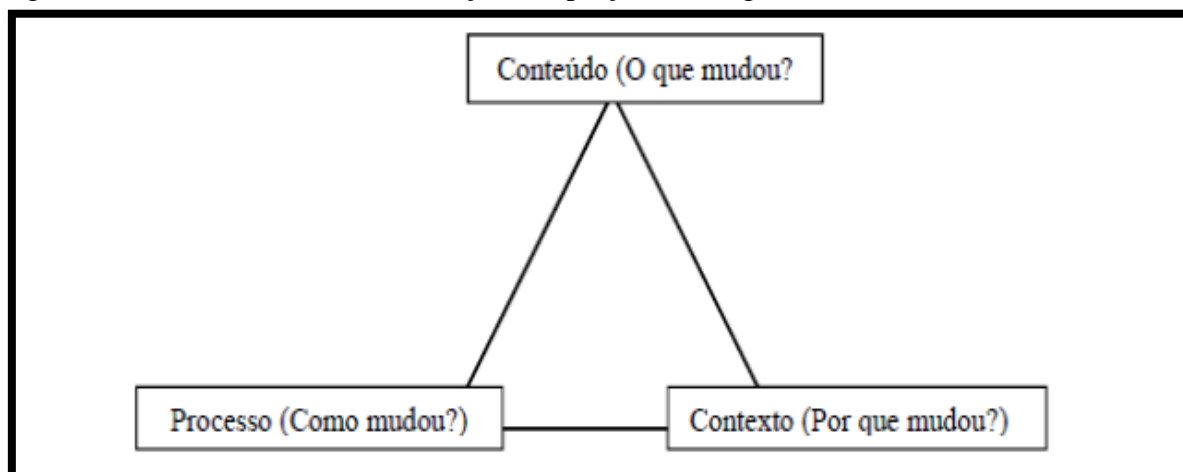 Conteúdo (O que mudou?
Processo (Como mudou?)
Contexto (Por que mudou?)